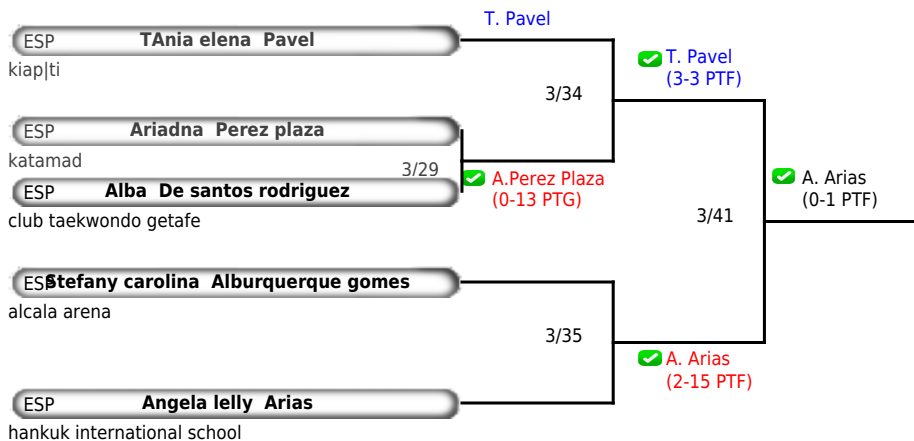 T. Pavel
ESP TAnia elena Pavel
kiap|ti
T. Pavel
(3-3 PTF)
3/34
ESP Ariadna Perez plaza
katamad
3/29
A.Perez Plaza
(0-13 PTG)
ESP Alba De santos rodriguez
club taekwondo getafe
A. Arias
(0-1 PTF)
3/41
ESP Stefany carolina Alburquerque gomes
alcala arena
3/35
A. Arias
(2-15 PTF)
ESP Angela lelly Arias
hankuk international school